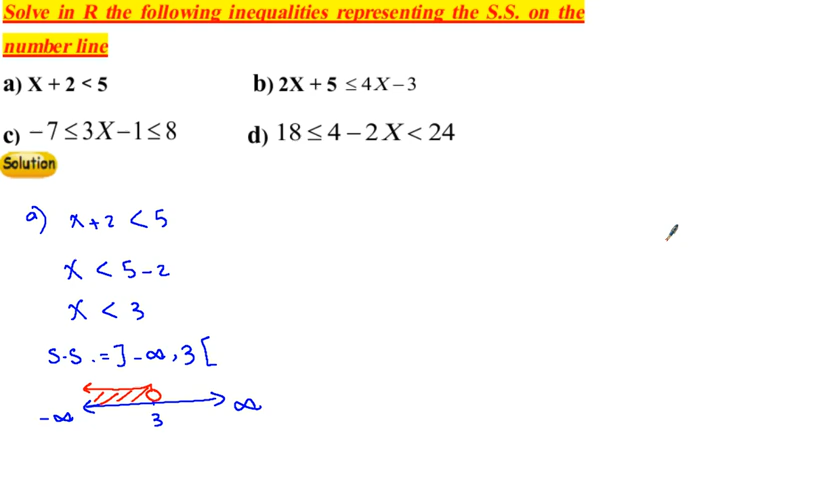 Solve in R the following inequalities representing the S.S. on the
number line
a) X + 2 < 5
b) 2X + 5 ≤ 4X − 3
c) −7 ≤ 3X − 1 ≤ 8
d) 18 ≤ 4 − 2X < 24
Solution
a) x + 2 < 5
x < 5 − 2
x < 3
S.S. = ]−∞, 3[
−∞ 3 ∞